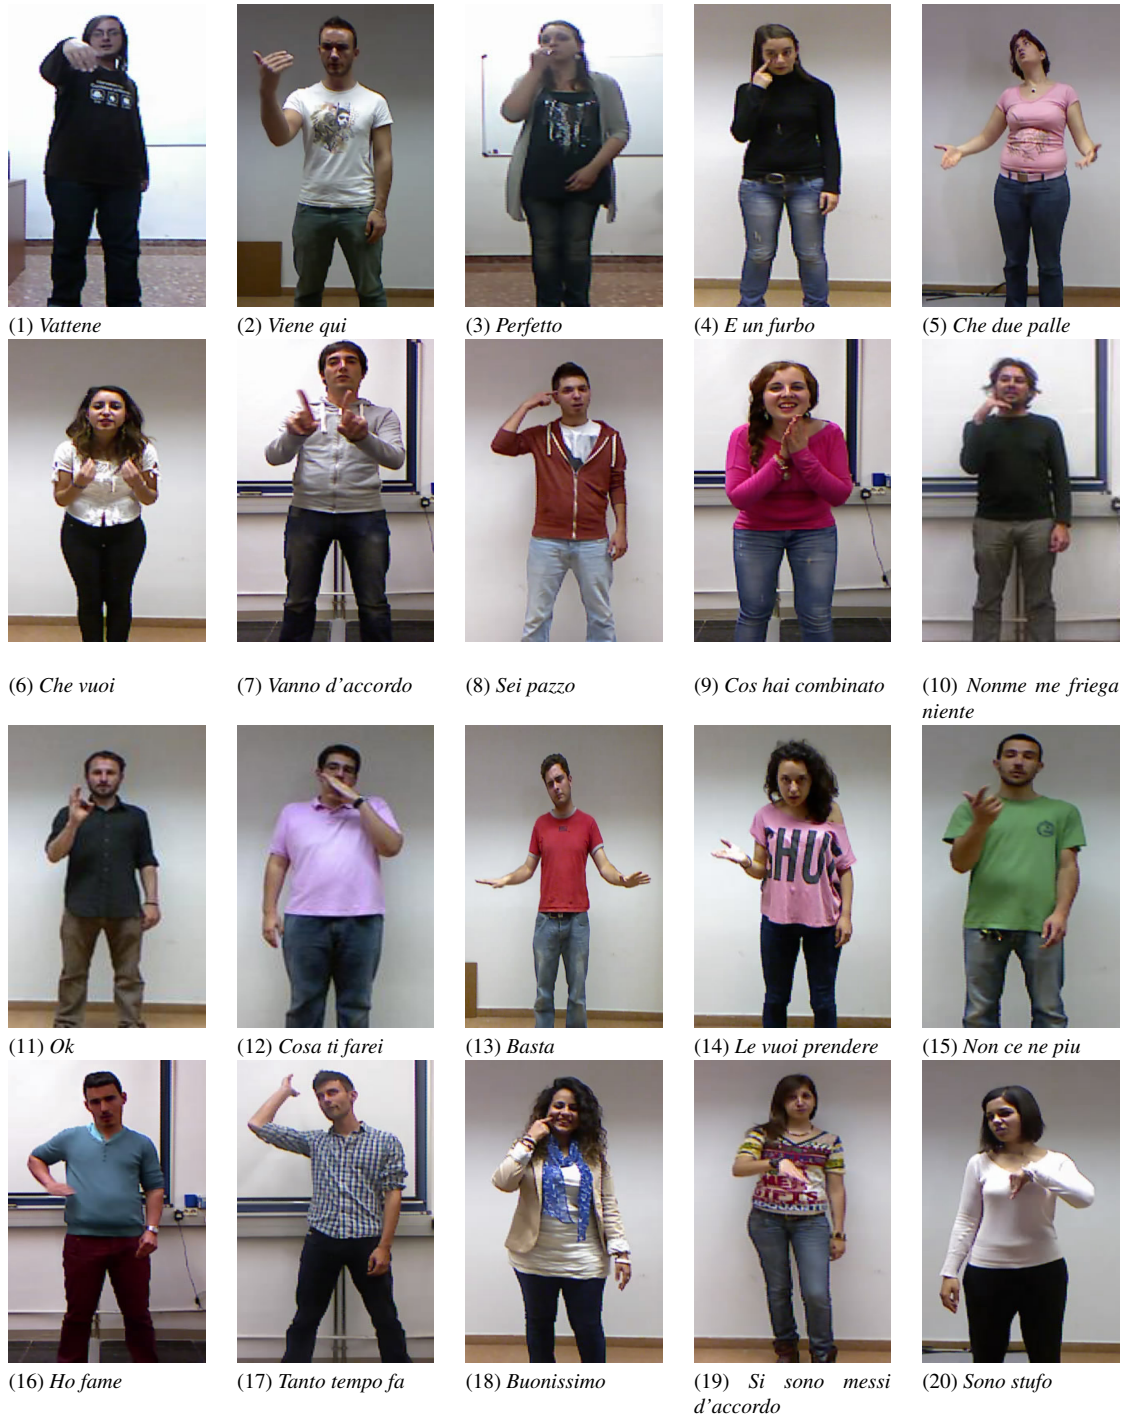 (1) Vattene
(2) Viene qui
(3) Perfetto
(4) E un furbo
(5) Che due palle
(6) Che vuoi
(7) Vanno d'accordo
(8) Sei pazzo
(9) Cos hai combinato
(10) Nonme me friega
niente
CHUC
(11) Ok
(12) Cosa ti farei
(13) Basta
(14) Le vuoi prendere
(15) Non ce ne piu
(16) Ho fame
(17) Tanto tempo fa
(18) Buonissimo
(19) Si sono messi
d'accordo
(20) Sono stufo